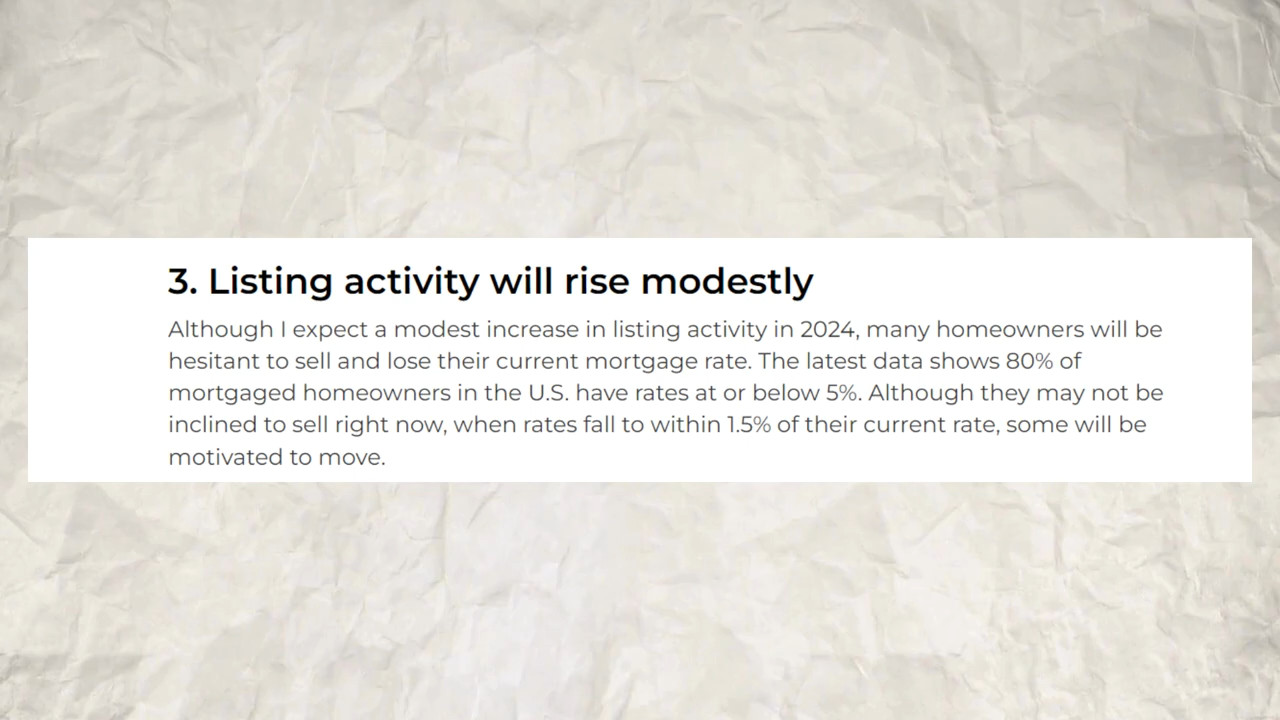 3. Listing activity will rise modestly
Although I expect a modest increase in listing activity in 2024, many homeowners will be
hesitant to sell and lose their current mortgage rate. The latest data shows 80% of
mortgaged homeowners in the U.S. have rates at or below 5%. Although they may not be
inclined to sell right now, when rates fall to within 1.5% of their current rate, some will be
motivated to move.